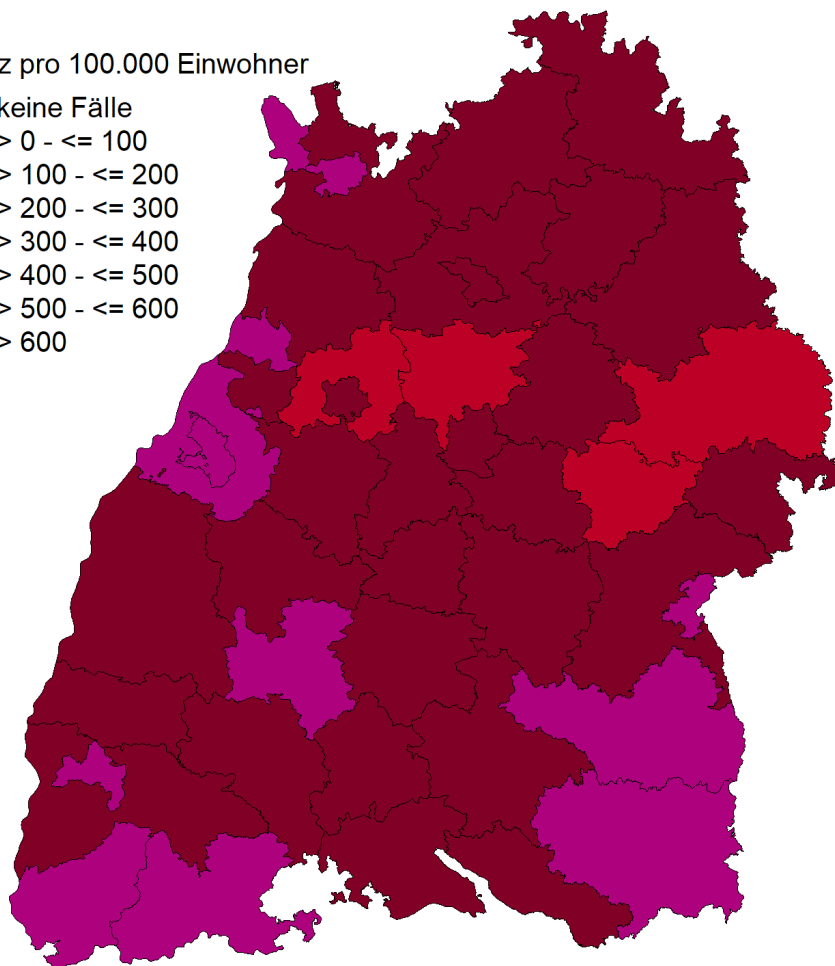 z pro 100.000 Einwohner
keine Fälle
> 0 - <= 100
> 100 - <= 200
> 200 - <= 300
> 300 - <= 400
> 400 - <= 500
> 500 - <= 600
> 600